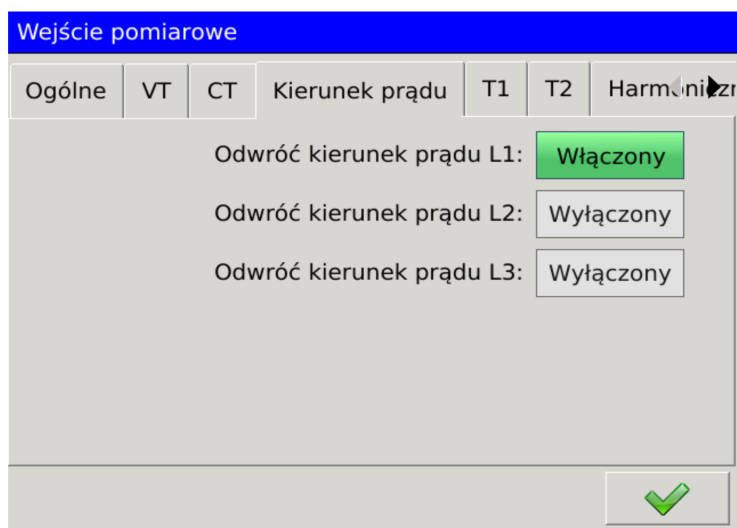 Wejście pomiarowe
Ogólne VT CT Kierunek prądu T1 T2
Odwróć kierunek prądu L1: Włączony
Odwróć kierunek prądu L2: Wyłączony
Odwróć kierunek prądu L3: Wyłączony